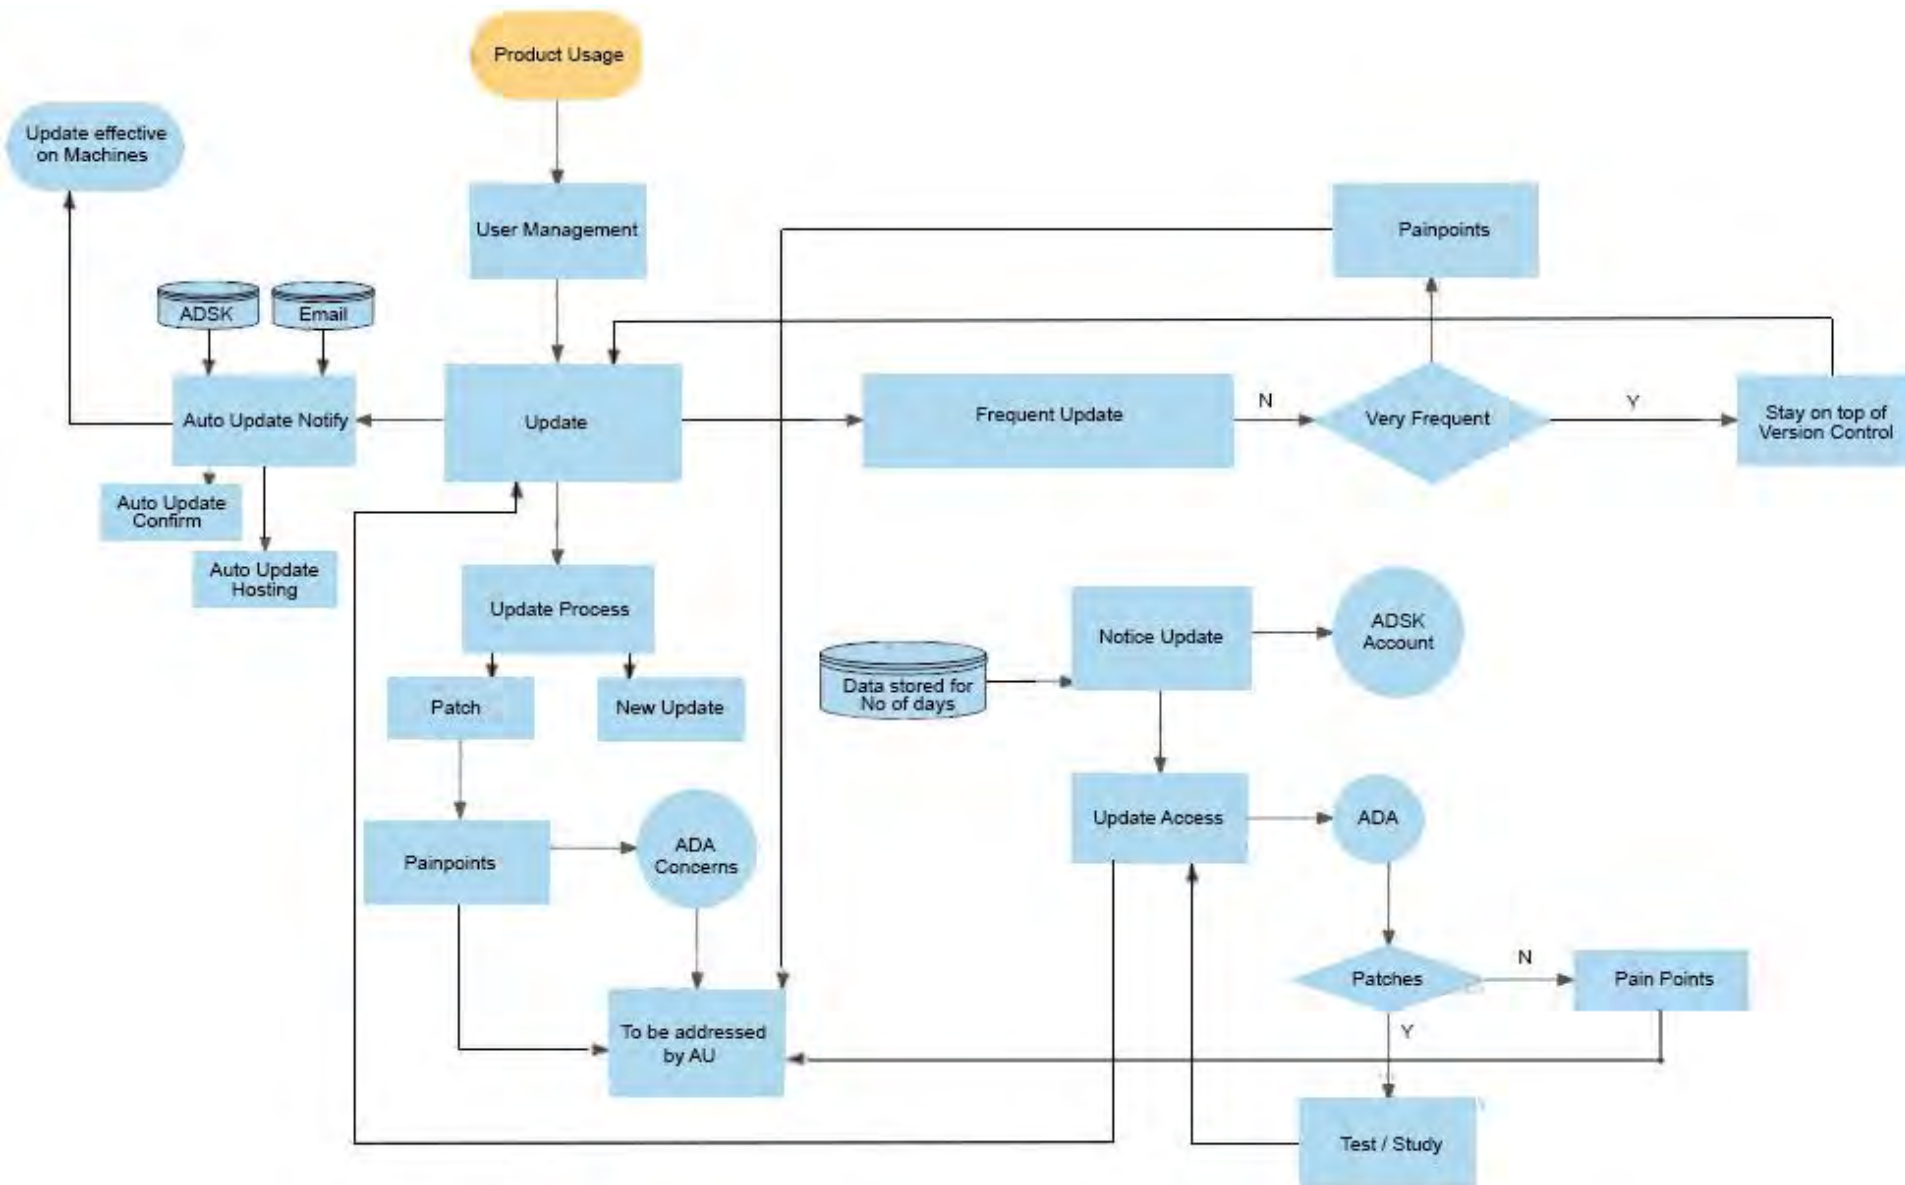 Product Usage
Update effective
on Machines
User Management
Painpoints
ADSK
Email
Auto Update Notify
Update
Frequent Update
N
Very Frequent
Y
Stay on top of
Version Control
Auto Update
Confirm
Auto Update
Hosting
Update Process
Notice Update
ADSK
Account
Data stored for
No of days
Patch
New Update
Update Access
ADA
Painpoints
ADA
Concerns
Patches
N
Pain Points
To be addressed
by AU
Y
Test / Study